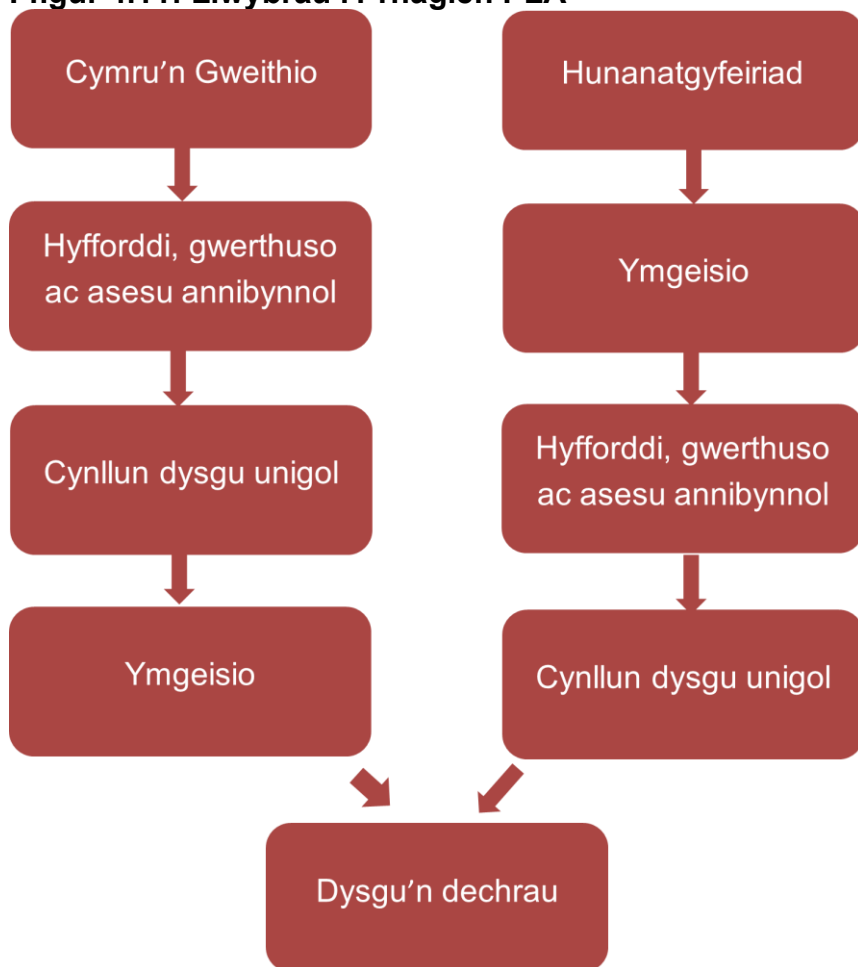 Cymru'n Gweithio
Hyfforddi, gwerthuso
ac asesu annibynnol
Cynllun dysgu unigol
Ymgeisio
Hunanatgyfeiriad
Ymgeisio
Hyfforddi, gwerthuso
ac asesu annibynnol
Cynllun dysgu unigol
Dysgu'n dechrau